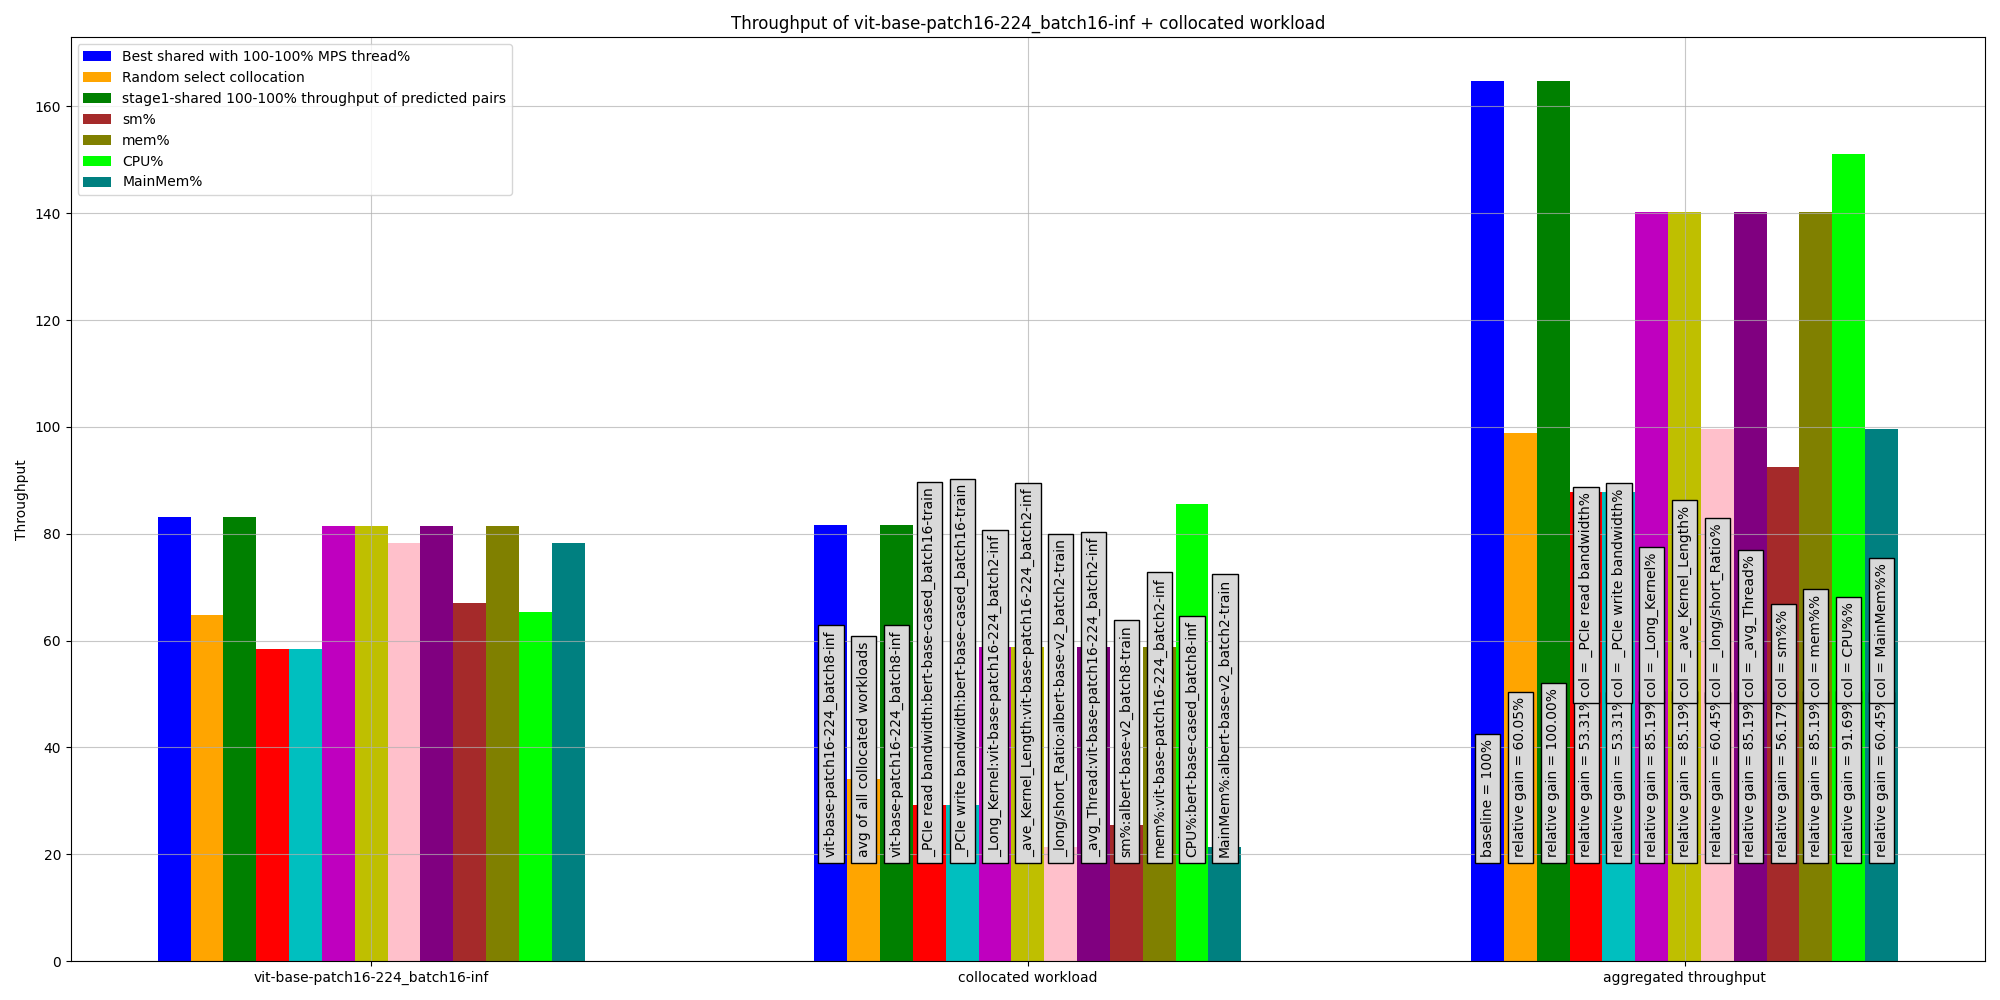 Throughput of vit-base-patch16-224_batch16-inf + collocated workload
Best shared with 100-100% MPS thread%
Random select collocation
stage1-shared 100-100% throughput of predicted pairs
sm%
mem%
CPU%
MainMem%
Throughput
160
140
120
100
80
60
40
20
0
vit-base-patch16-224_batch8-inf
avg of all collocated workloads
vit-base-patch16-224_batch8-inf
_PCIe read bandwidth:bert-base-cased_batch16-train
_PCIe write bandwidth:bert-base-cased_batch16-train
_Long_Kernel:vit-base-patch16-224_batch2-inf
_ave_Kernel_Length:vit-base-patch16-224_batch2-inf
_long/short_Ratio:albert-base-v2_batch2-train
_avg_Thread:vit-base-patch16-224_batch2-inf
sm%:albert-base-v2_batch8-train
mem%:vit-base-patch16-224_batch2-inf
CPU%:bert-base-cased_batch8-inf
MainMem%:albert-base-v2_batch2-train
baseline = 100%
relative gain = 60.05%
relative gain = 100.00%
relative gain = 53.31%
col = _PCIe read bandwidth%
relative gain = 53.31%
col = _PCIe write bandwidth%
relative gain = 85.19%
col = _Long_Kernel%
relative gain = 85.19%
col = _ave_Kernel_Length%
relative gain = 60.45%
col = _long/short_Ratio%
relative gain = 85.19%
col = _avg_Thread%
relative gain = 56.17%
col = sm%%
relative gain = 85.19%
col = mem%%
relative gain = 91.69%
col = CPU%%
relative gain = 60.45%
col = MainMem%%
vit-base-patch16-224_batch16-inf
collocated workload
aggregated throughput